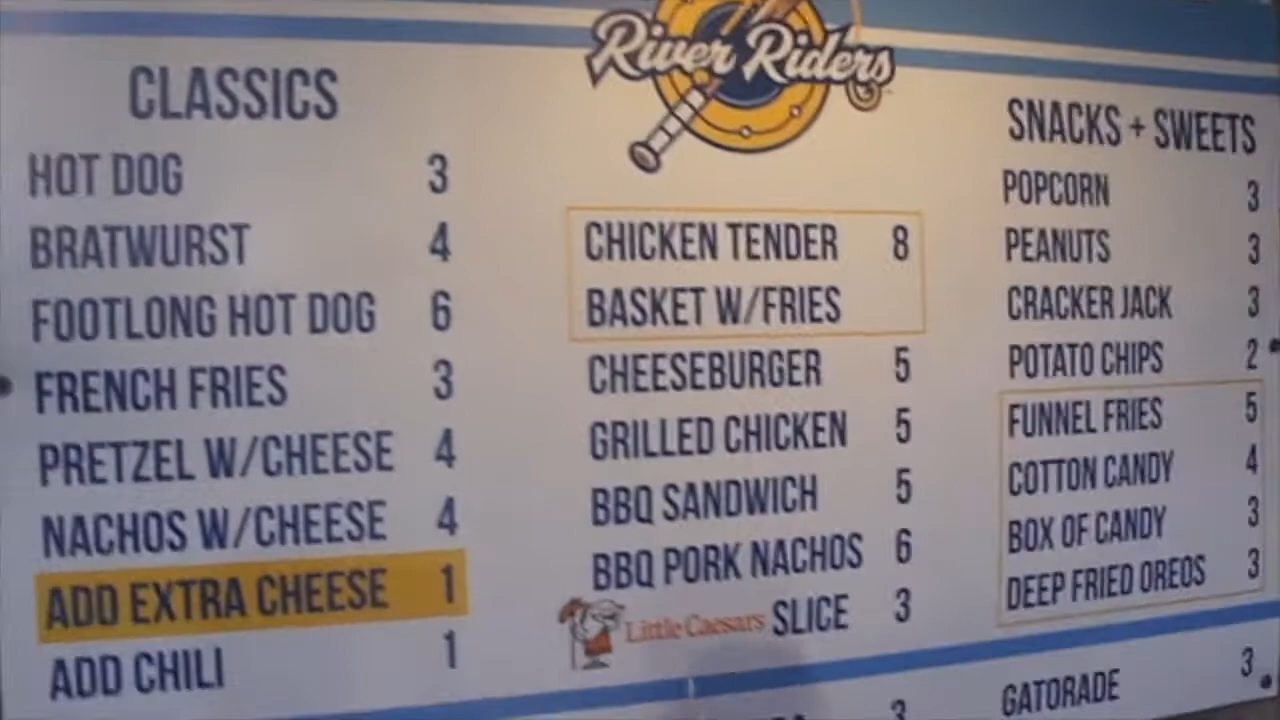 River Riders
CLASSICS
HOT DOG 3
BRATWURST 4
FOOTLONG HOT DOG 6
FRENCH FRIES 3
PRETZEL W/CHEESE 4
NACHOS W/CHEESE 4
ADD EXTRA CHEESE 1
ADD CHILI 1
CHICKEN TENDER 8
BASKET W/FRIES
CHEESEBURGER 5
GRILLED CHICKEN 5
BBQ SANDWICH 5
BBQ PORK NACHOS 6
Little Caesars SLICE 3
3
SNACKS + SWEETS
POPCORN 3
PEANUTS 3
CRACKER JACK 3
POTATO CHIPS 2
FUNNEL FRIES 5
COTTON CANDY 4
BOX OF CANDY 3
DEEP FRIED OREOS 3
GATORADE 3